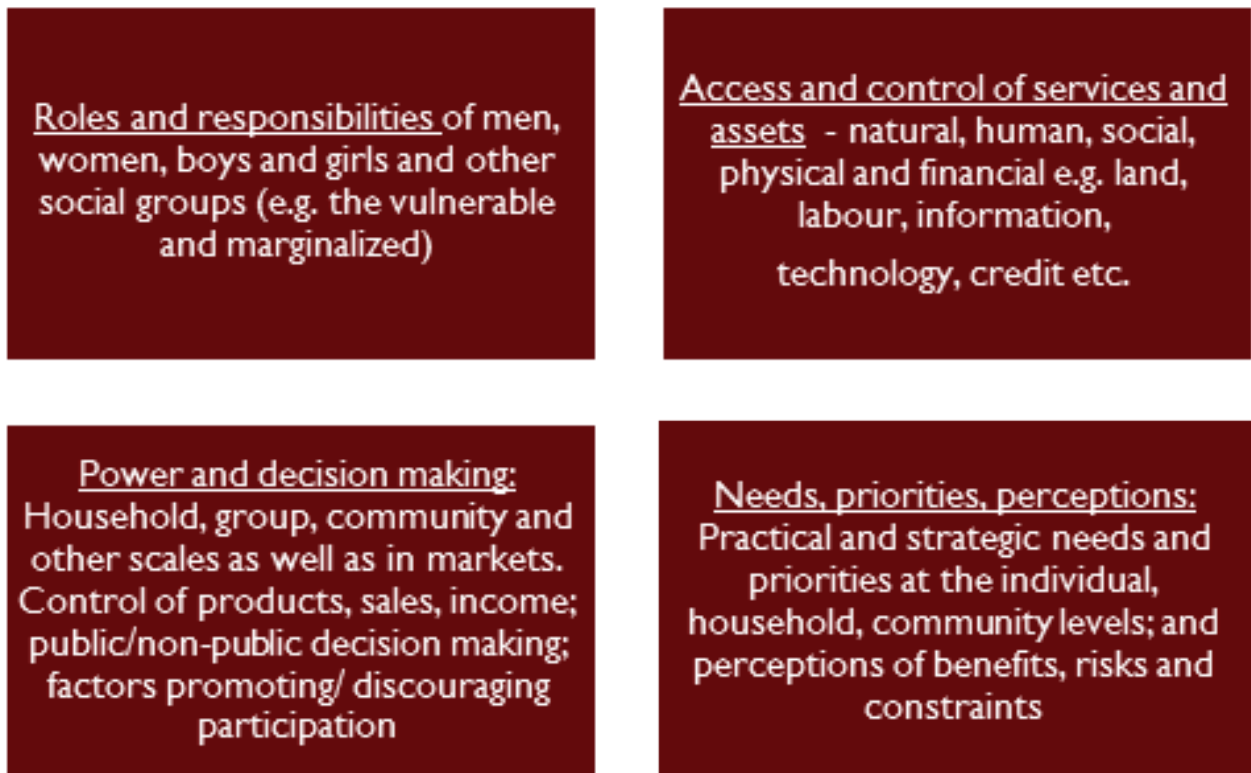 Roles and responsibilities of men,
women, boys and girls and other
social groups (e.g. the vulnerable
and marginalized)
Access and control of services and
assets - natural, human, social,
physical and financial e.g. land,
labour, information,
technology, credit etc.
Power and decision making:
Household, group, community and
other scales as well as in markets.
Control of products, sales, income;
public/non-public decision making;
factors promoting/ discouraging
participation
Needs, priorities, perceptions:
Practical and strategic needs and
priorities at the individual,
household, community levels; and
perceptions of benefits, risks and
constraints